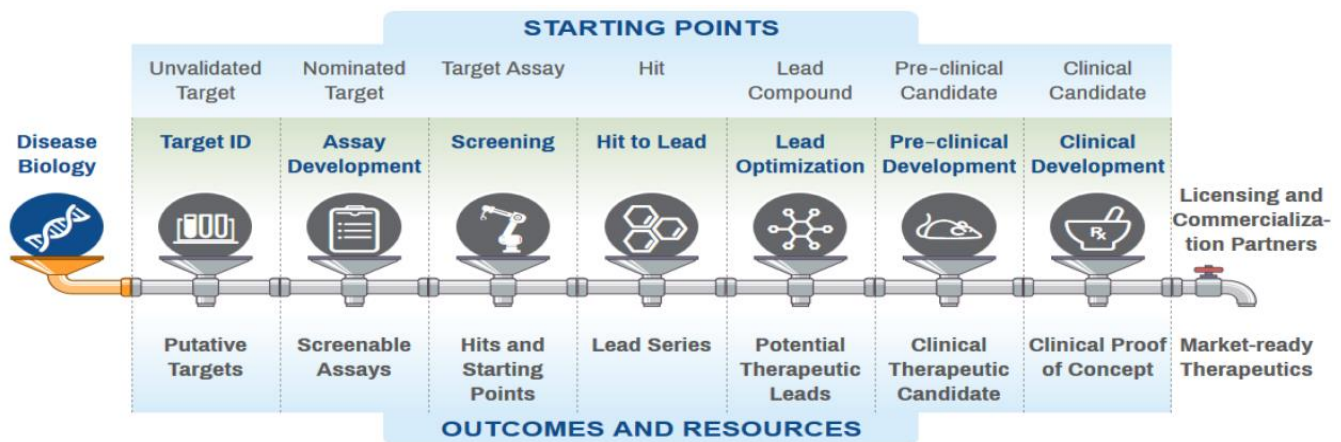 STARTING POINTS
Unvalidated
Target
Nominated
Target
Target Assay
Hit
Lead
Compound
Pre-clinical
Candidate
Clinical
Candidate
Disease
Biology
Target ID
Assay
Development
Screening
Hit to Lead
Lead
Optimization
Pre-clinical
Development
Clinical
Development
Rx
Licensing and
Commercializa-
tion Partners
Putative
Targets
Screenable
Assays
Hits and
Starting
Points
Lead Series
Potential
Therapeutic
Leads
Clinical
Therapeutic
Candidate
Clinical Proof
of Concept
Market-ready
Therapeutics
OUTCOMES AND RESOURCES